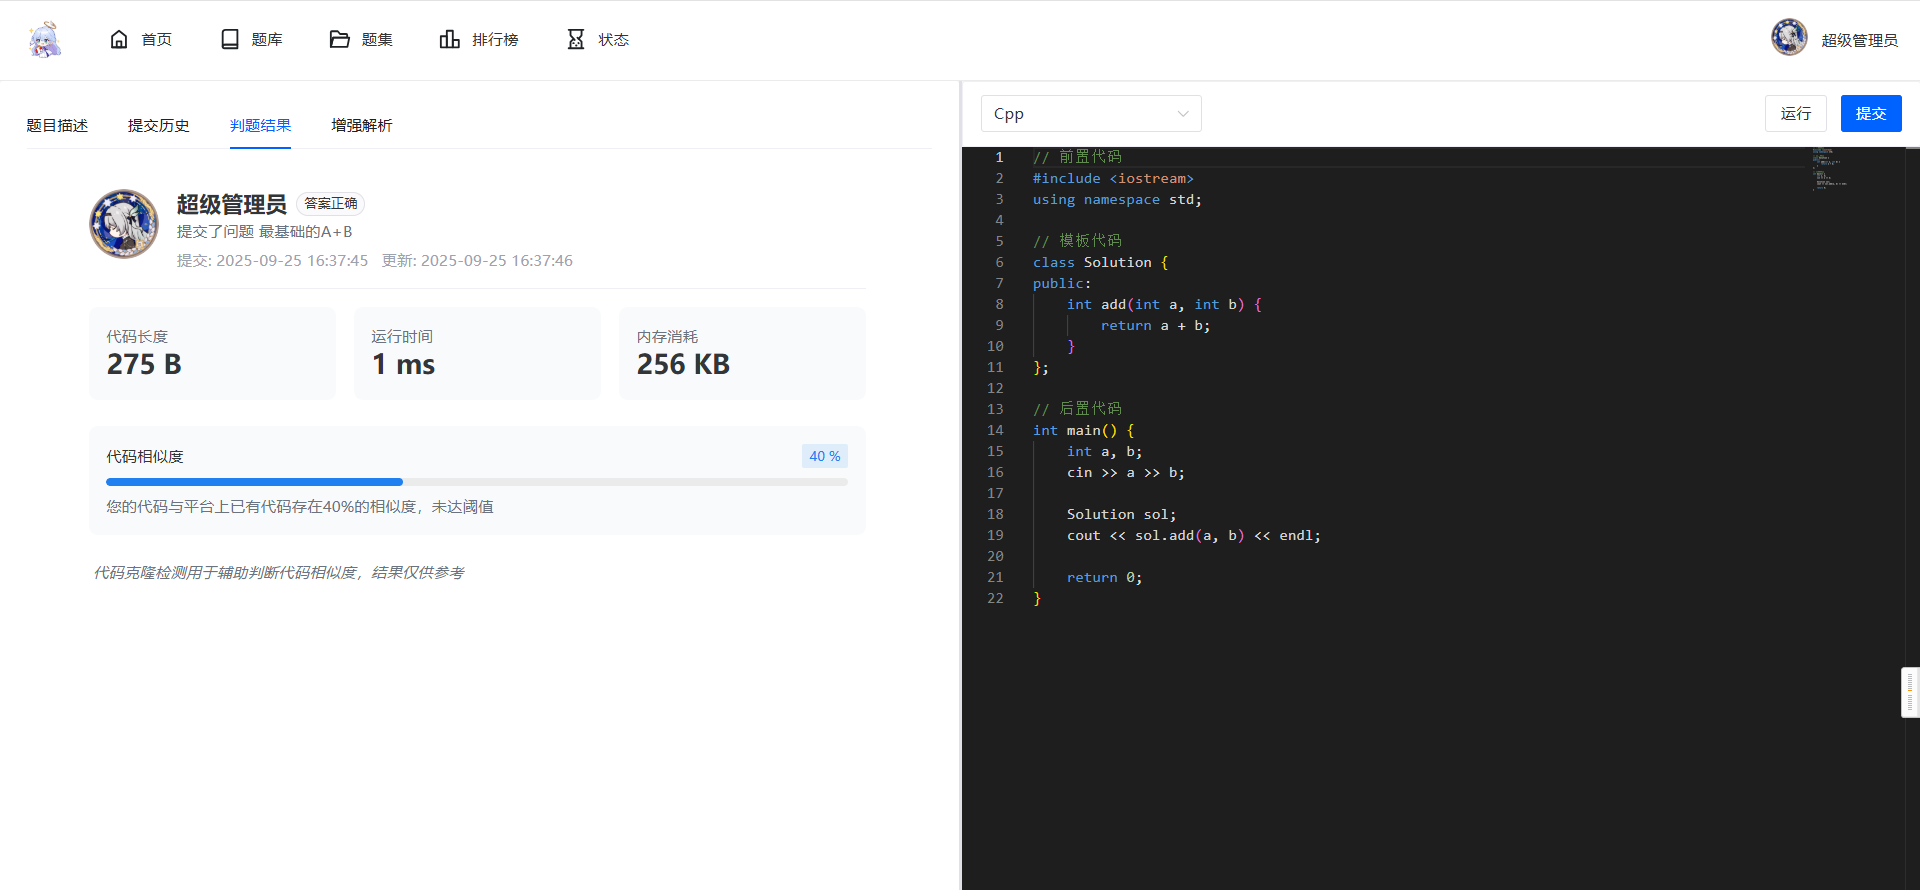 首页 题库 题集 排行榜 状态 超级管理员
题目描述 提交历史 判题结果 增强解析
超级管理员 答案正确
提交了问题 最基础的A+B
提交: 2025-09-25 16:37:45 更新: 2025-09-25 16:37:46
代码长度 运行时间 内存消耗
275 B 1 ms 256 KB
代码相似度 40 %
您的代码与平台上已有代码存在40%的相似度，未达阈值
代码克隆检测用于辅助判断代码相似度，结果仅供参考
Cpp 运行 提交
1 // 前置代码
2 #include <iostream>
3 using namespace std;
4
5 // 模板代码
6 class Solution {
7 public:
8     int add(int a, int b) {
9         return a + b;
10     }
11 };
12
13 // 后置代码
14 int main() {
15     int a, b;
16     cin >> a >> b;
17
18     Solution sol;
19     cout << sol.add(a, b) << endl;
20
21     return 0;
22 }